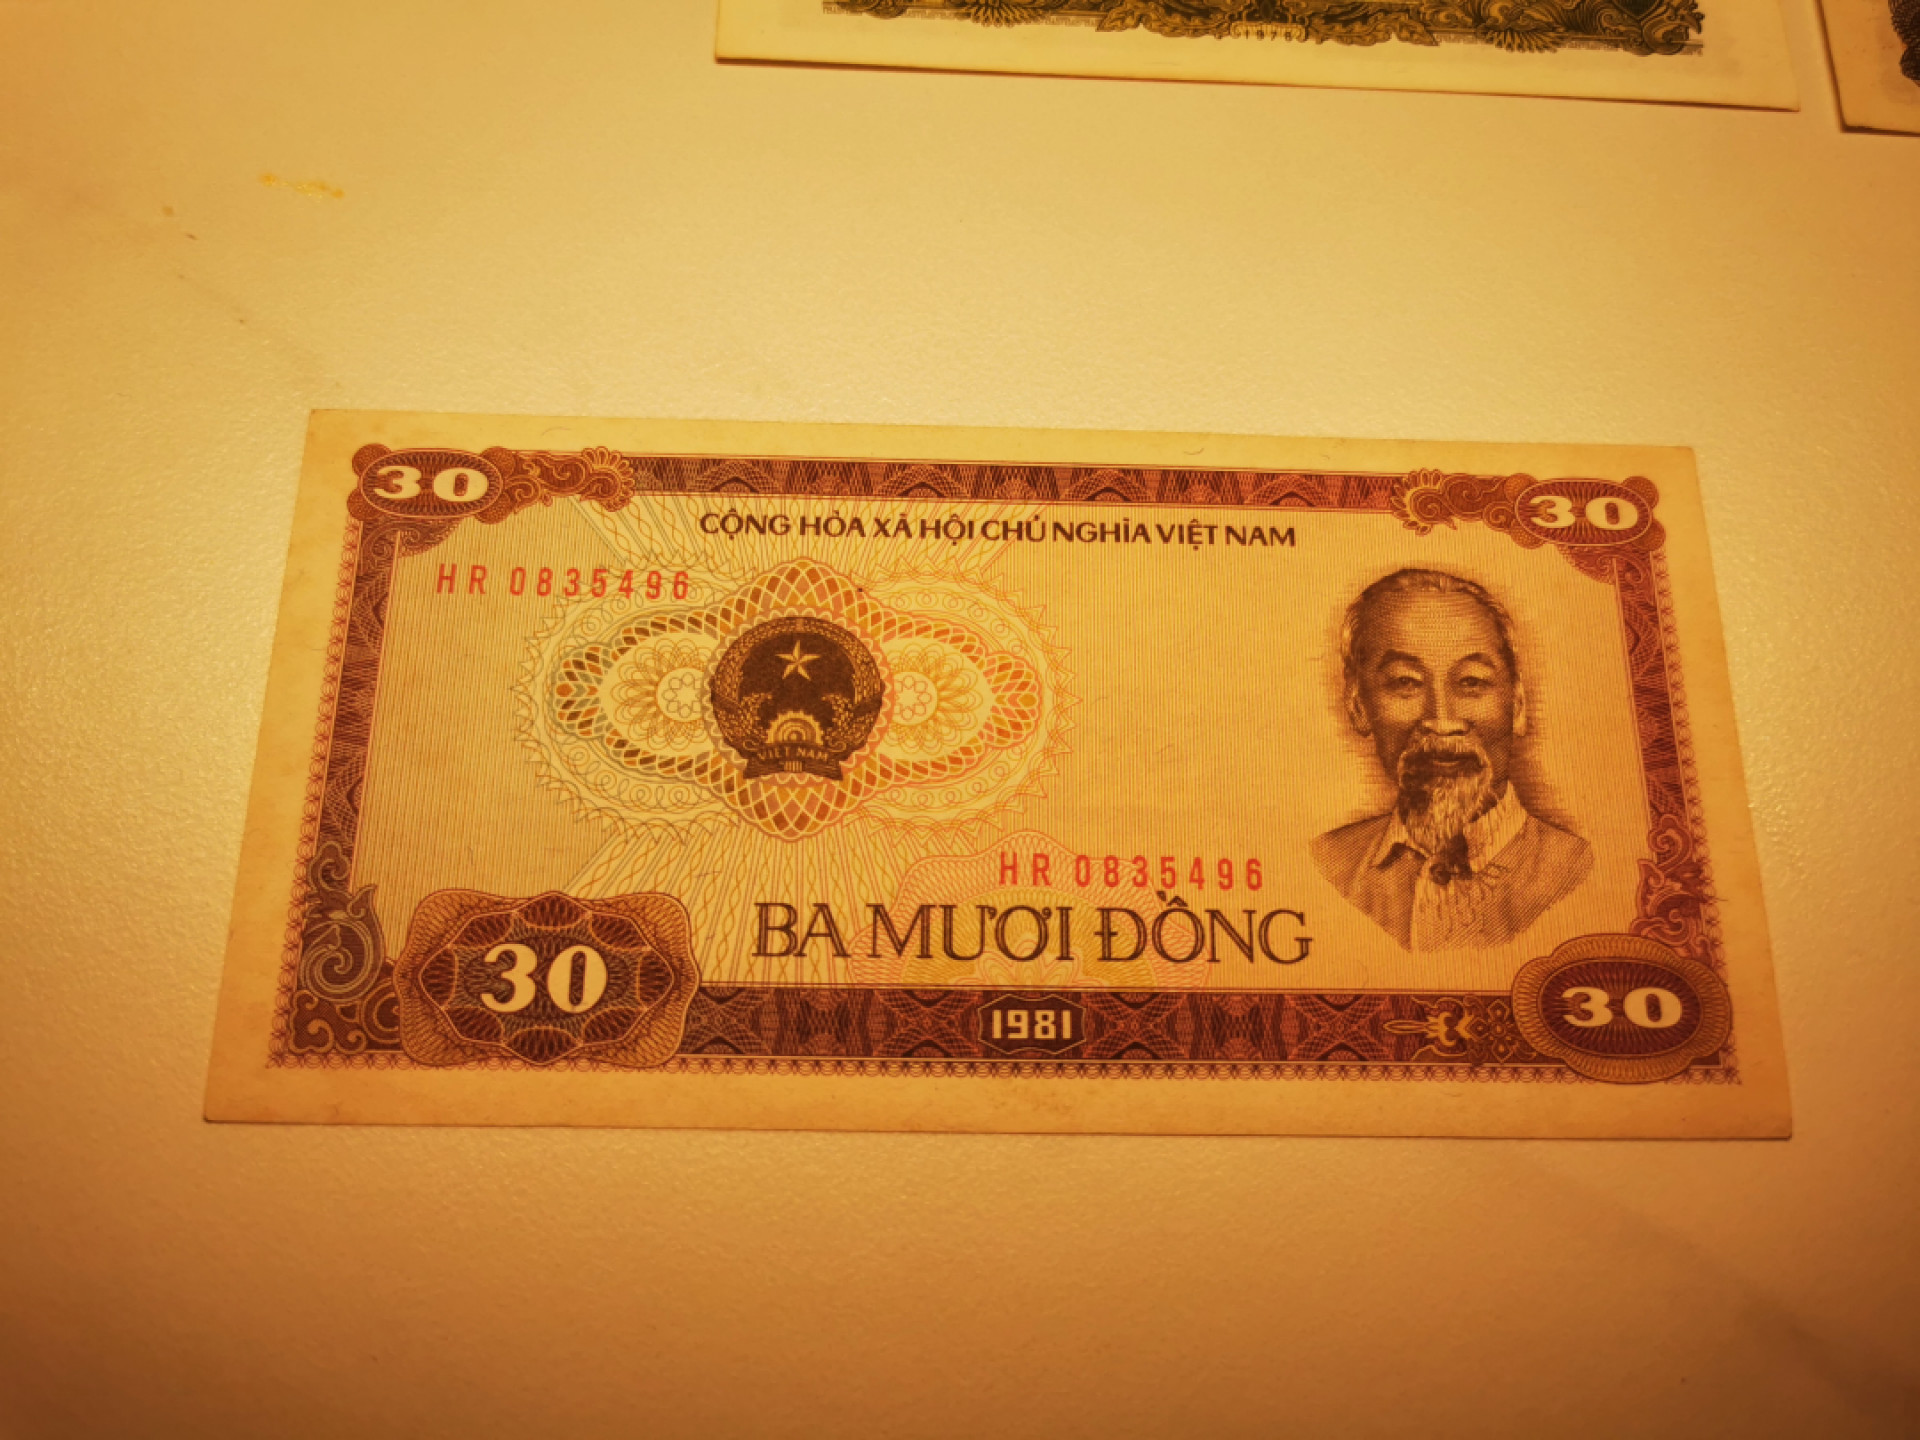 1976
30
30
CỘNG HÒA XÃ HỘI CHỦ NGHĨA VIỆT NAM
HR 0835496
VIỆT NAM
HR 0835496
BA MƯƠI ĐỒNG
30
1981
30